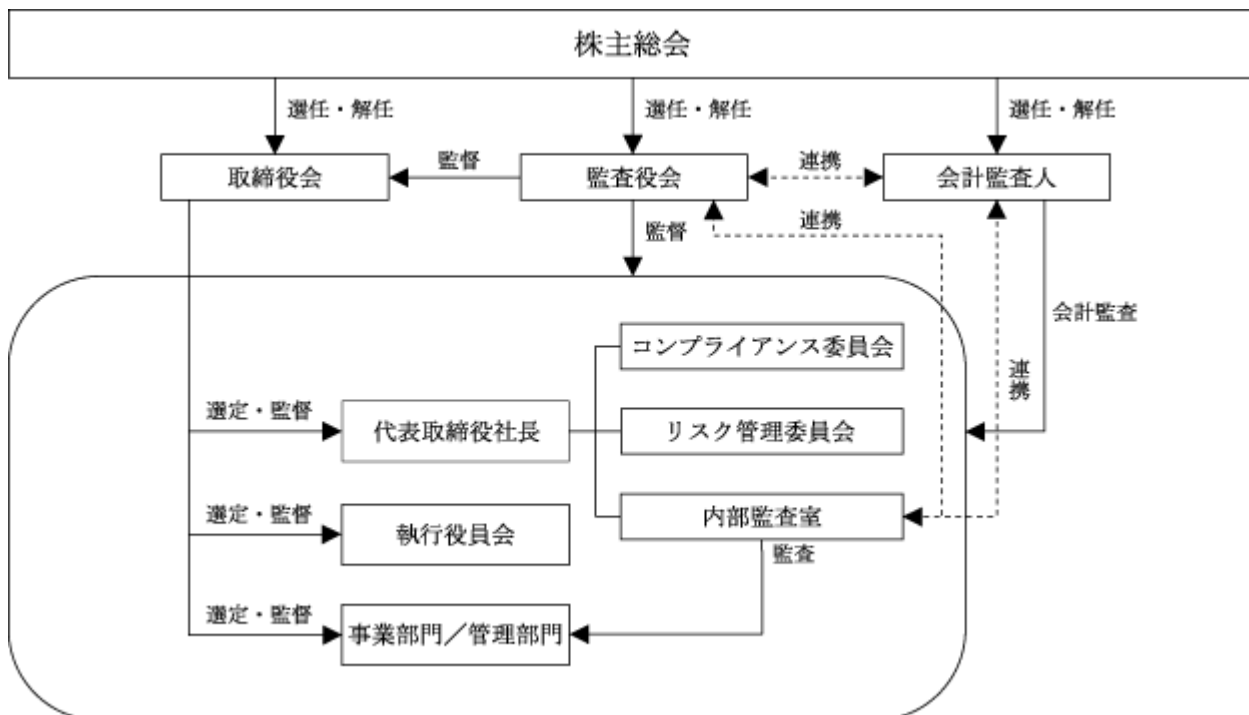 株主総会
選任・解任
選任・解任
選任・解任
取締役会
監督
監査役会
連携
会計監査人
監督
連携
会計監査
連携
コンプライアンス委員会
選定・監督
代表取締役社長
リスク管理委員会
選定・監督
執行役員会
内部監査室
監査
選定・監督
事業部門／管理部門